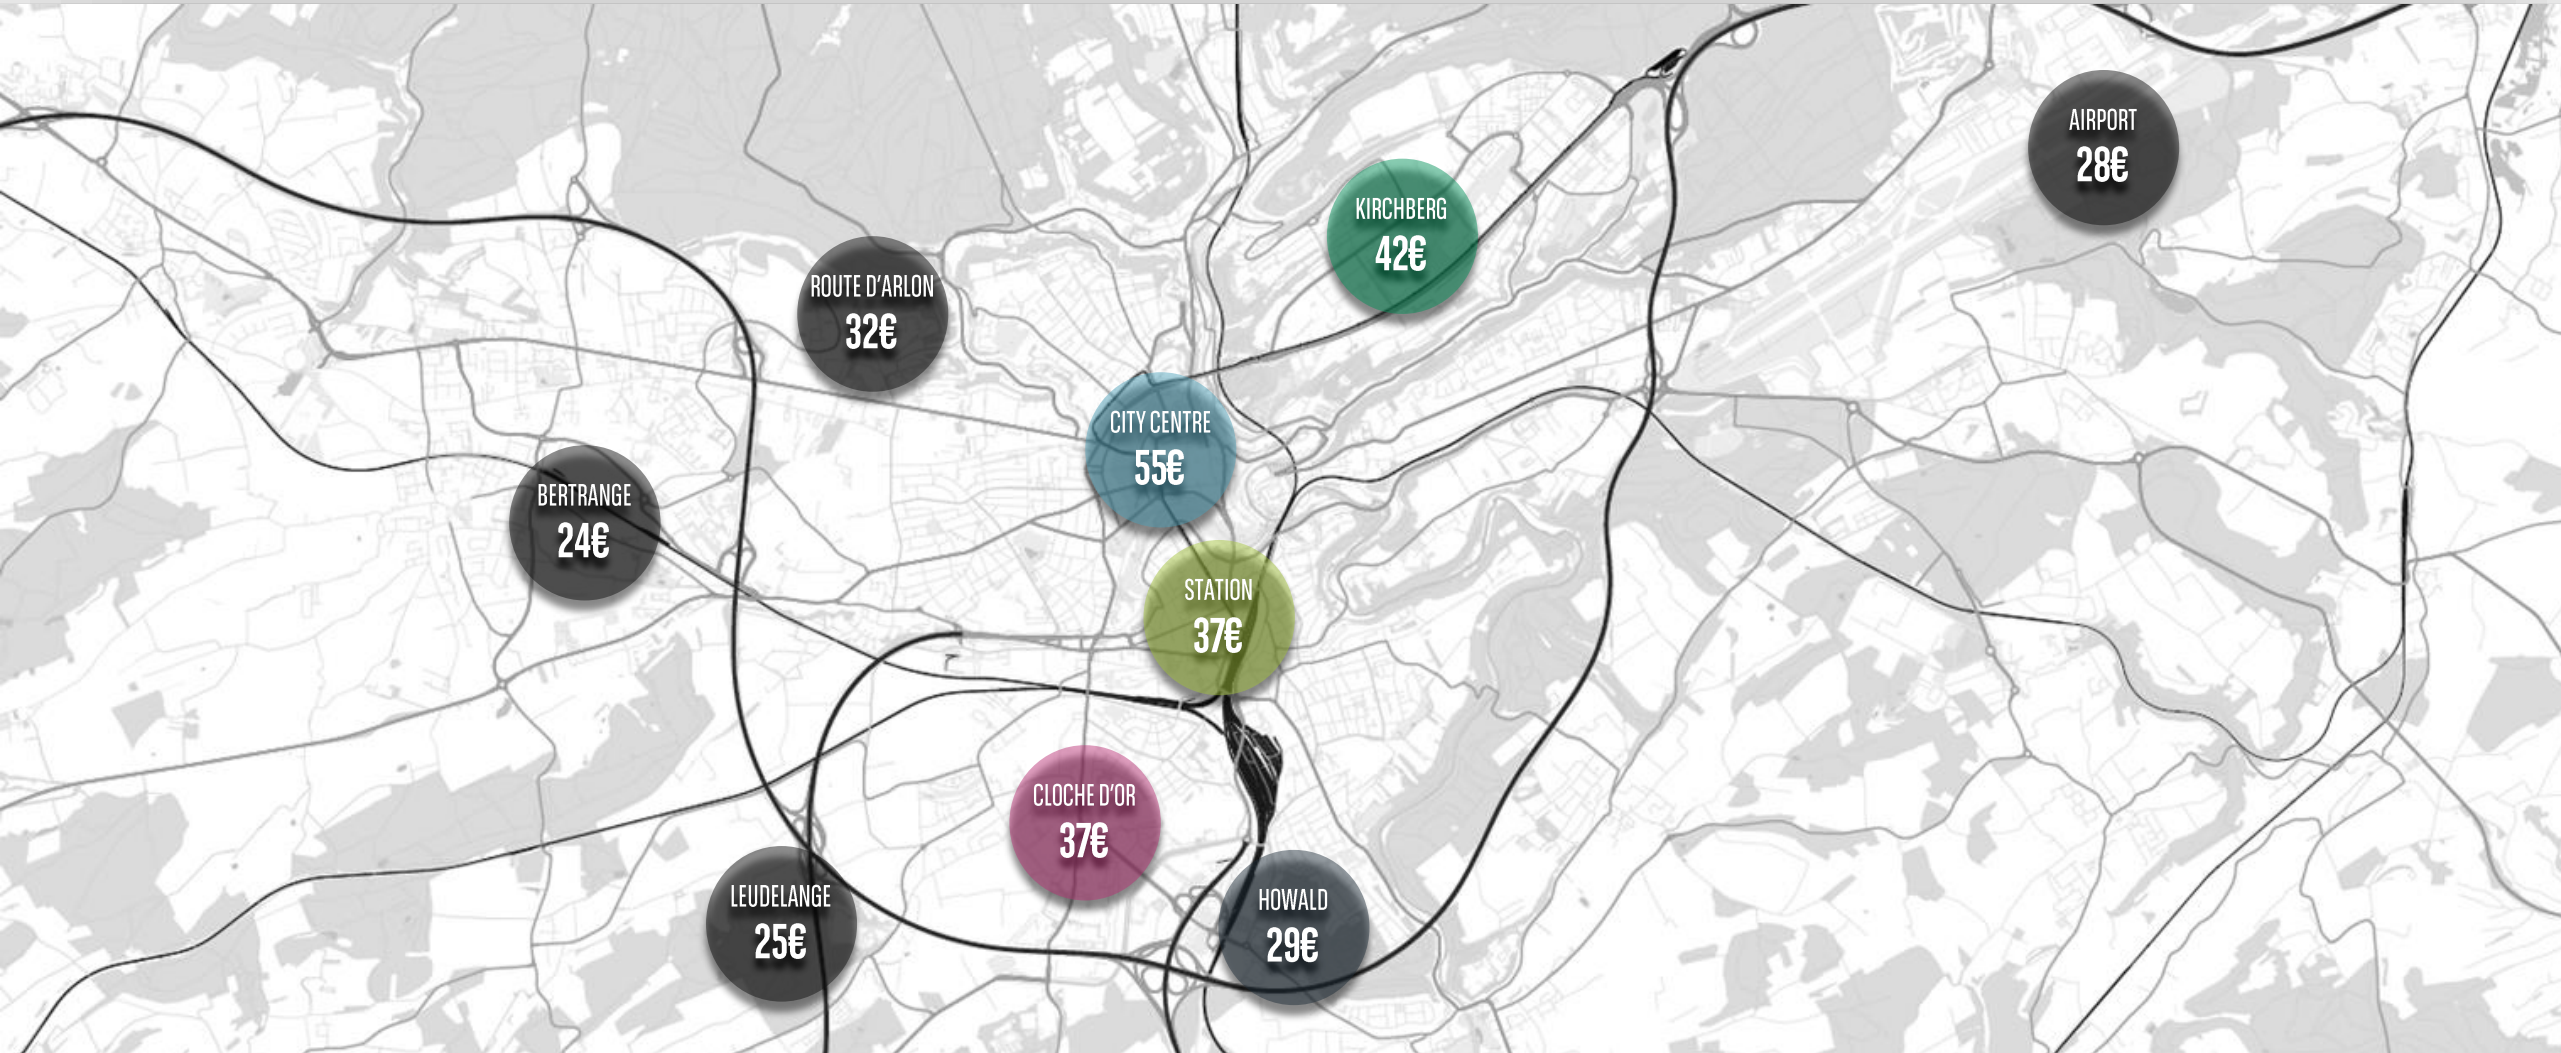 AIRPORT
28€
KIRCHBERG
42€
ROUTE D'ARLON
32€
CITY CENTRE
55€
BERTRANGE
24€
STATION
37€
CLOCHE D'OR
37€
LEUDELANGE
25€
HOWALD
29€